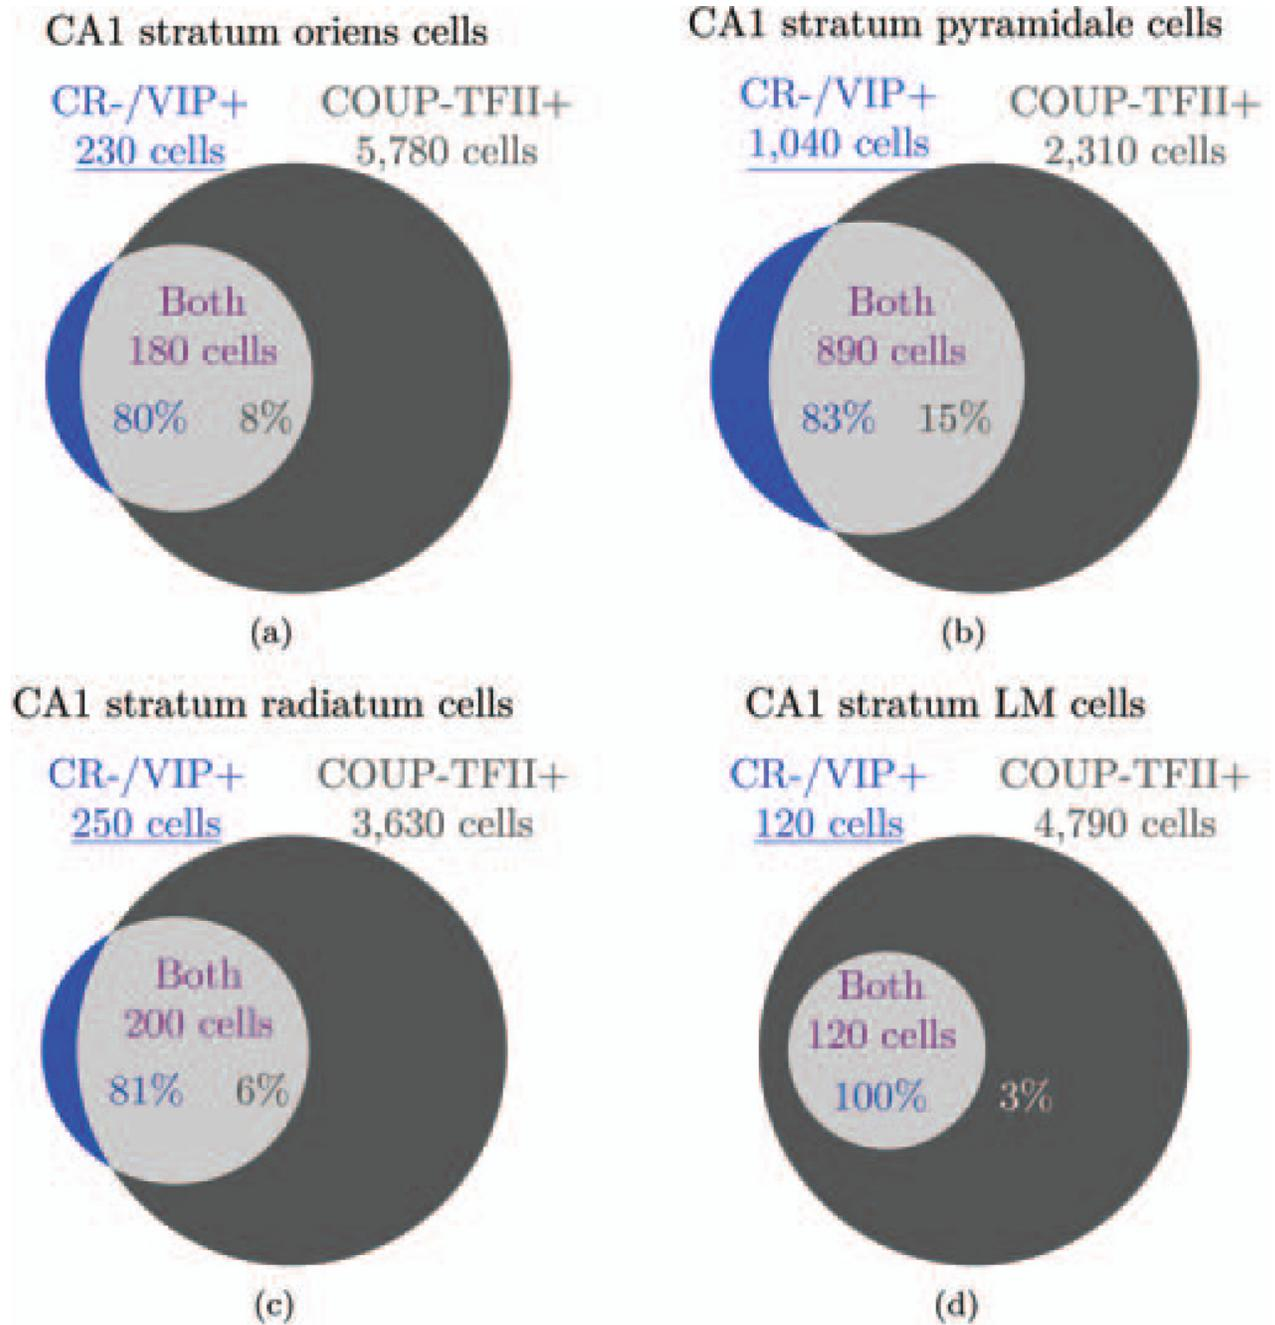 CA1 stratum oriens cells
CR-/VIP+ COUP-TFII+
230 cells 5,780 cells
Both
180 cells
80% 8%
(a)
CA1 stratum pyramidale cells
CR-/VIP+ COUP-TFII+
1,040 cells 2,310 cells
Both
890 cells
83% 15%
(b)
CA1 stratum radiatum cells
CR-/VIP+ COUP-TFII+
250 cells 3,630 cells
Both
200 cells
81% 6%
(c)
CA1 stratum LM cells
CR-/VIP+ COUP-TFII+
120 cells 4,790 cells
Both
120 cells
100% 3%
(d)